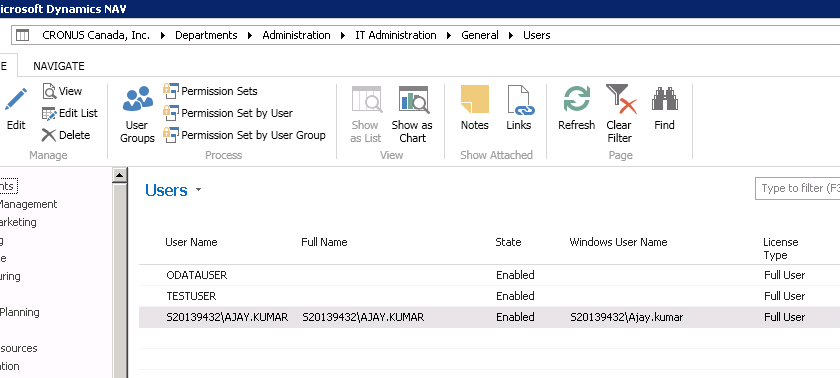 icrosoft Dynamics NAV
CRONUS Canada, Inc. Departments Administration IT Administration General Users
E NAVIGATE
Edit
View
Edit List
Delete
Manage
User Groups
Permission Sets
Permission Set by User
Permission Set by User Group
Process
Show as List
Show as Chart
View
Notes
Links
Show Attached
Refresh
Clear Filter
Find
Page
nts
Management
arketing
g
e
uring
Planning
sources
ation
Users
Type to filter (F3
User Name Full Name State Windows User Name License Type
ODATAUSER Enabled Full User
TESTUSER Enabled Full User
S20139432\AJAY.KUMAR S20139432\AJAY.KUMAR Enabled S20139432\Ajay.kumar Full User